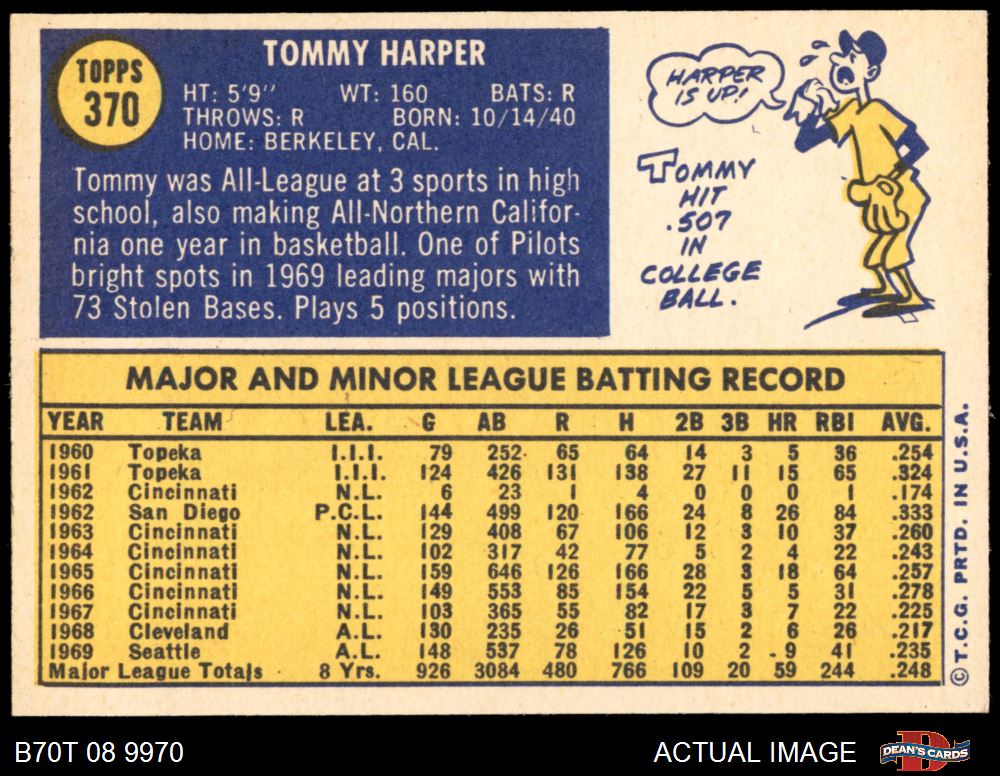 TOPPS
370
TOMMY HARPER
HT: 5'9" WT: 160 BATS: R
THROWS: R BORN: 10/14/40
HOME: BERKELEY, CAL.
Tommy was All-League at 3 sports in high
school, also making All-Northern Califor-
nia one year in basketball. One of Pilots
bright spots in 1969 leading majors with
73 Stolen Bases. Plays 5 positions.
HARPER
IS UP!
TOMMY
HIT
.507
IN
COLLEGE
BALL.
MAJOR AND MINOR LEAGUE BATTING RECORD
YEAR TEAM LEA. G AB R H 2B 3B HR RBI AVG.
1960 Topeka I.I.I. 79 252 65 64 14 3 5 36 .254
1961 Topeka I.I.I. 124 426 131 138 27 11 15 65 .324
1962 Cincinnati N.L. 6 23 1 4 0 0 0 1 .174
1962 San Diego P.C.L. 144 499 120 166 24 8 26 84 .333
1963 Cincinnati N.L. 129 408 67 106 12 3 10 37 .260
1964 Cincinnati N.L. 102 317 42 77 5 2 4 22 .243
1965 Cincinnati N.L. 159 646 126 166 28 3 18 64 .257
1966 Cincinnati N.L. 149 553 85 154 22 5 5 31 .278
1967 Cincinnati N.L. 103 365 55 82 17 3 7 22 .225
1968 Cleveland A.L. 130 235 26 51 15 2 6 26 .217
1969 Seattle A.L. 148 537 78 126 10 2 9 41 .235
Major League Totals 8 Yrs. 926 3084 480 766 109 20 59 244 .248
© T.C.G. PRTD. IN U.S.A.
B70T 08 9970
ACTUAL IMAGE
D
DEAN'S CARDS